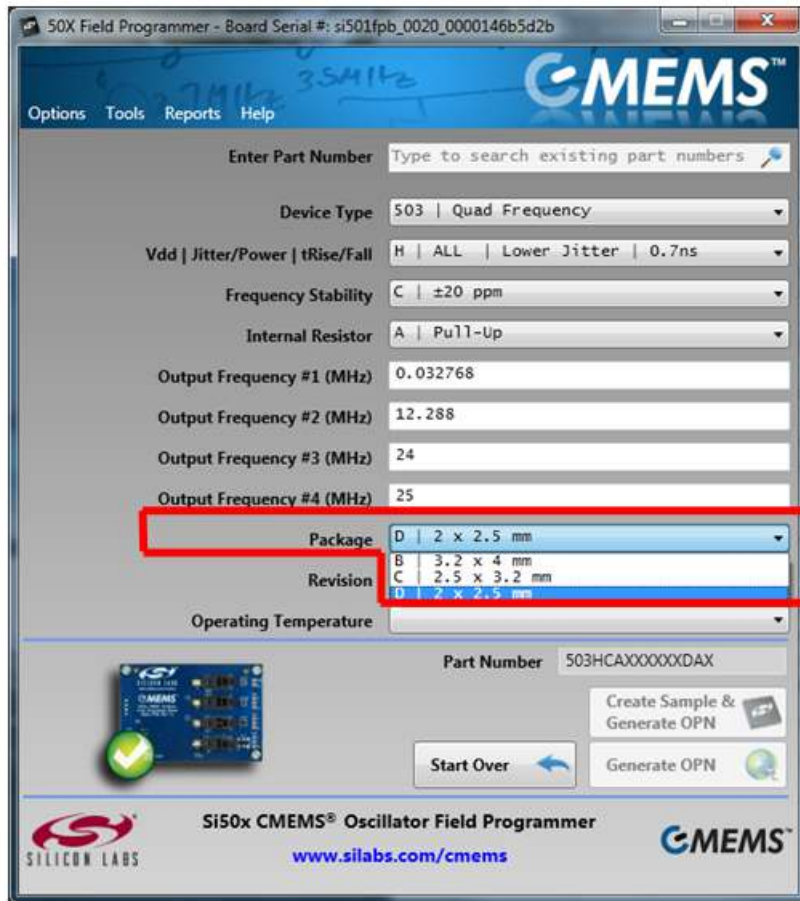 50X Field Programmer - Board Serial #: si501fpb_0020_0000146b5d2b
35MHz
CMEMS™
Options Tools Reports Help
Enter Part Number Type to search existing part numbers
Device Type 503 | Quad Frequency
Vdd | Jitter/Power | tRise/Fall H | ALL | Lower Jitter | 0.7ns
Frequency Stability C | ±20 ppm
Internal Resistor A | Pull-Up
Output Frequency #1 (MHz) 0.032768
Output Frequency #2 (MHz) 12.288
Output Frequency #3 (MHz) 24
Output Frequency #4 (MHz) 25
Package D | 2 x 2.5 mm
B | 3.2 x 4 mm
Revision C | 2.5 x 3.2 mm
D | 2 x 2.5 mm
Operating Temperature
Part Number 503HCAXXXXXXDAX
SILICON LABS
CMEMS
Create Sample & Generate OPN
Start Over Generate OPN
Si50x CMEMS® Oscillator Field Programmer
www.silabs.com/cmems
SILICON LABS
CMEMS™